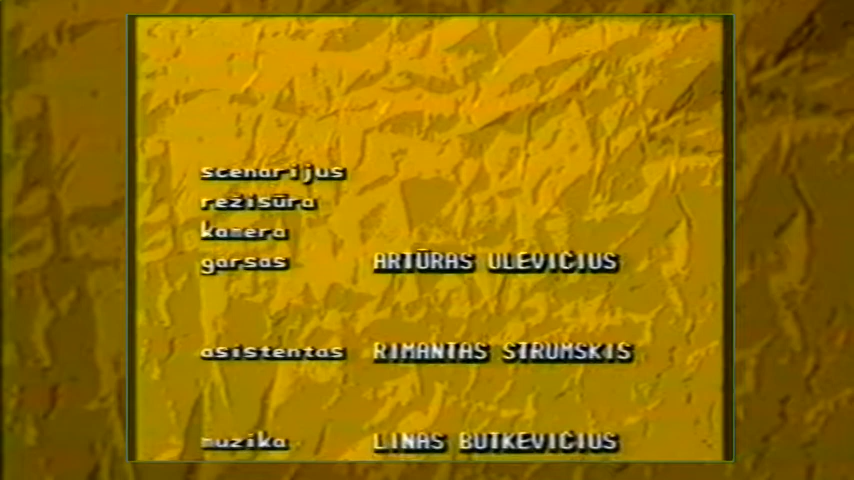 scenarijus
režisūra
kamera
garsas ARTŪRAS ULEVIČIUS
asistentas RIMANTAS STRUMSKIS
muzika LINAS BUTKEVIČIUS